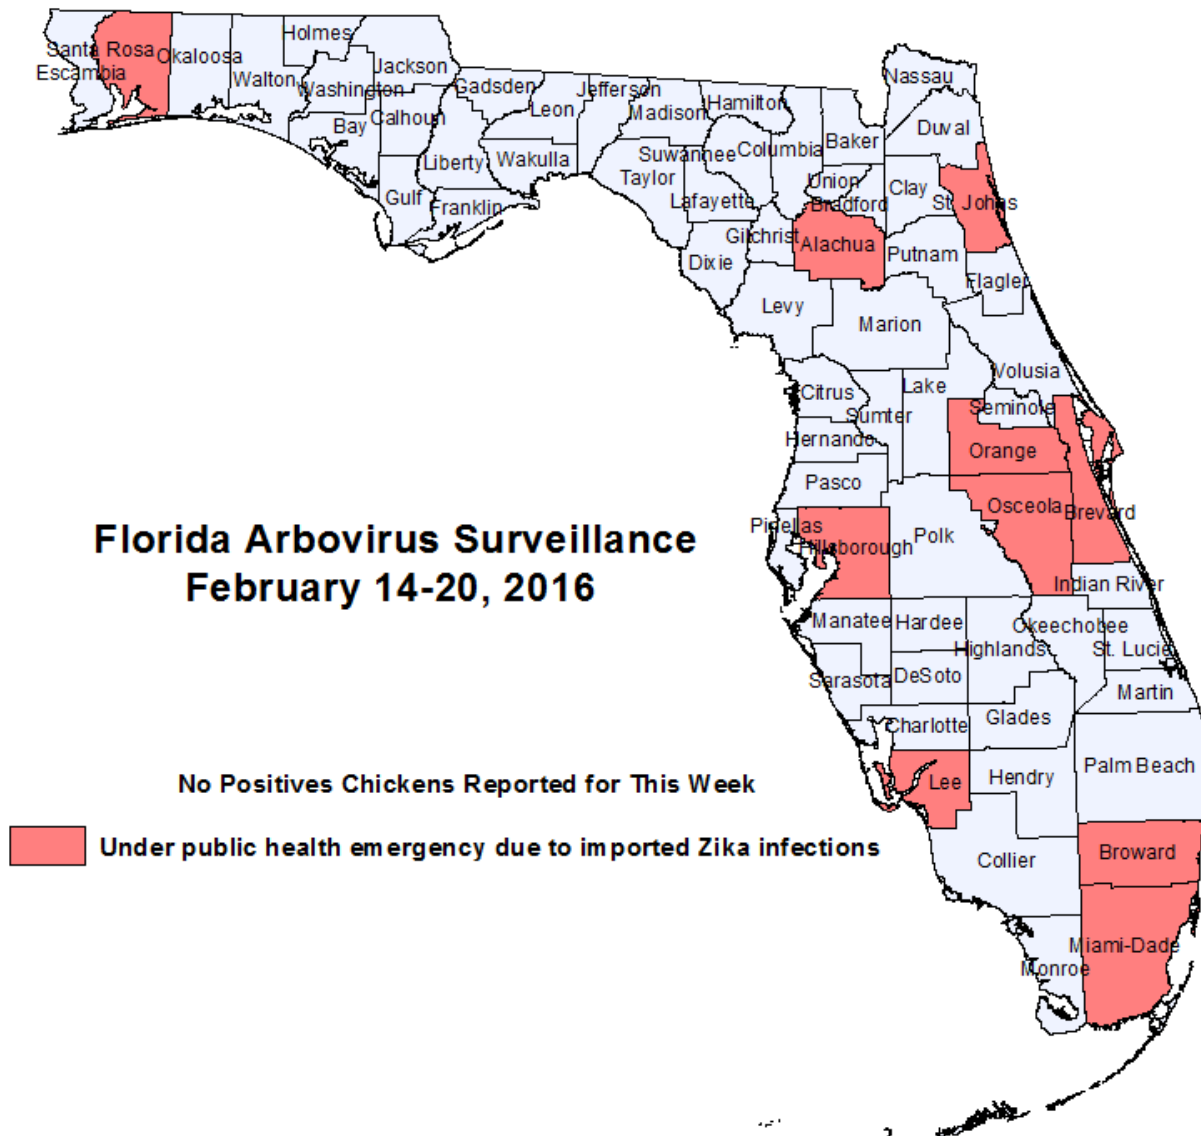 Holmes
Santa Rosa
Okaloosa
Escambia
Walton
Jackson
Washington
Gadsden
Jefferson
Leon
Madison
Hamilton
Nassau
Calhoun
Bay
Duval
Baker
Columbia
Suwannee
Liberty
Wakulla
Taylor
Union
Clay
Gulf
Franklin
Lafayette
Bradford
St. Johns
Gilchrist
Alachua
Dixie
Putnam
Flagler
Levy
Marion
Volusia
Citrus
Lake
Sumter
Seminole
Hernando
Orange
Pasco
Osceola
Brevard
Pinellas
Hillsborough
Polk
Florida Arbovirus Surveillance
February 14-20, 2016
Indian River
Manatee
Hardee
Okeechobee
Highlands
St. Lucie
Sarasota
DeSoto
Martin
Charlotte
Glades
Palm Beach
Lee
Hendry
No Positives Chickens Reported for This Week
Under public health emergency due to imported Zika infections
Collier
Broward
Miami-Dade
Monroe